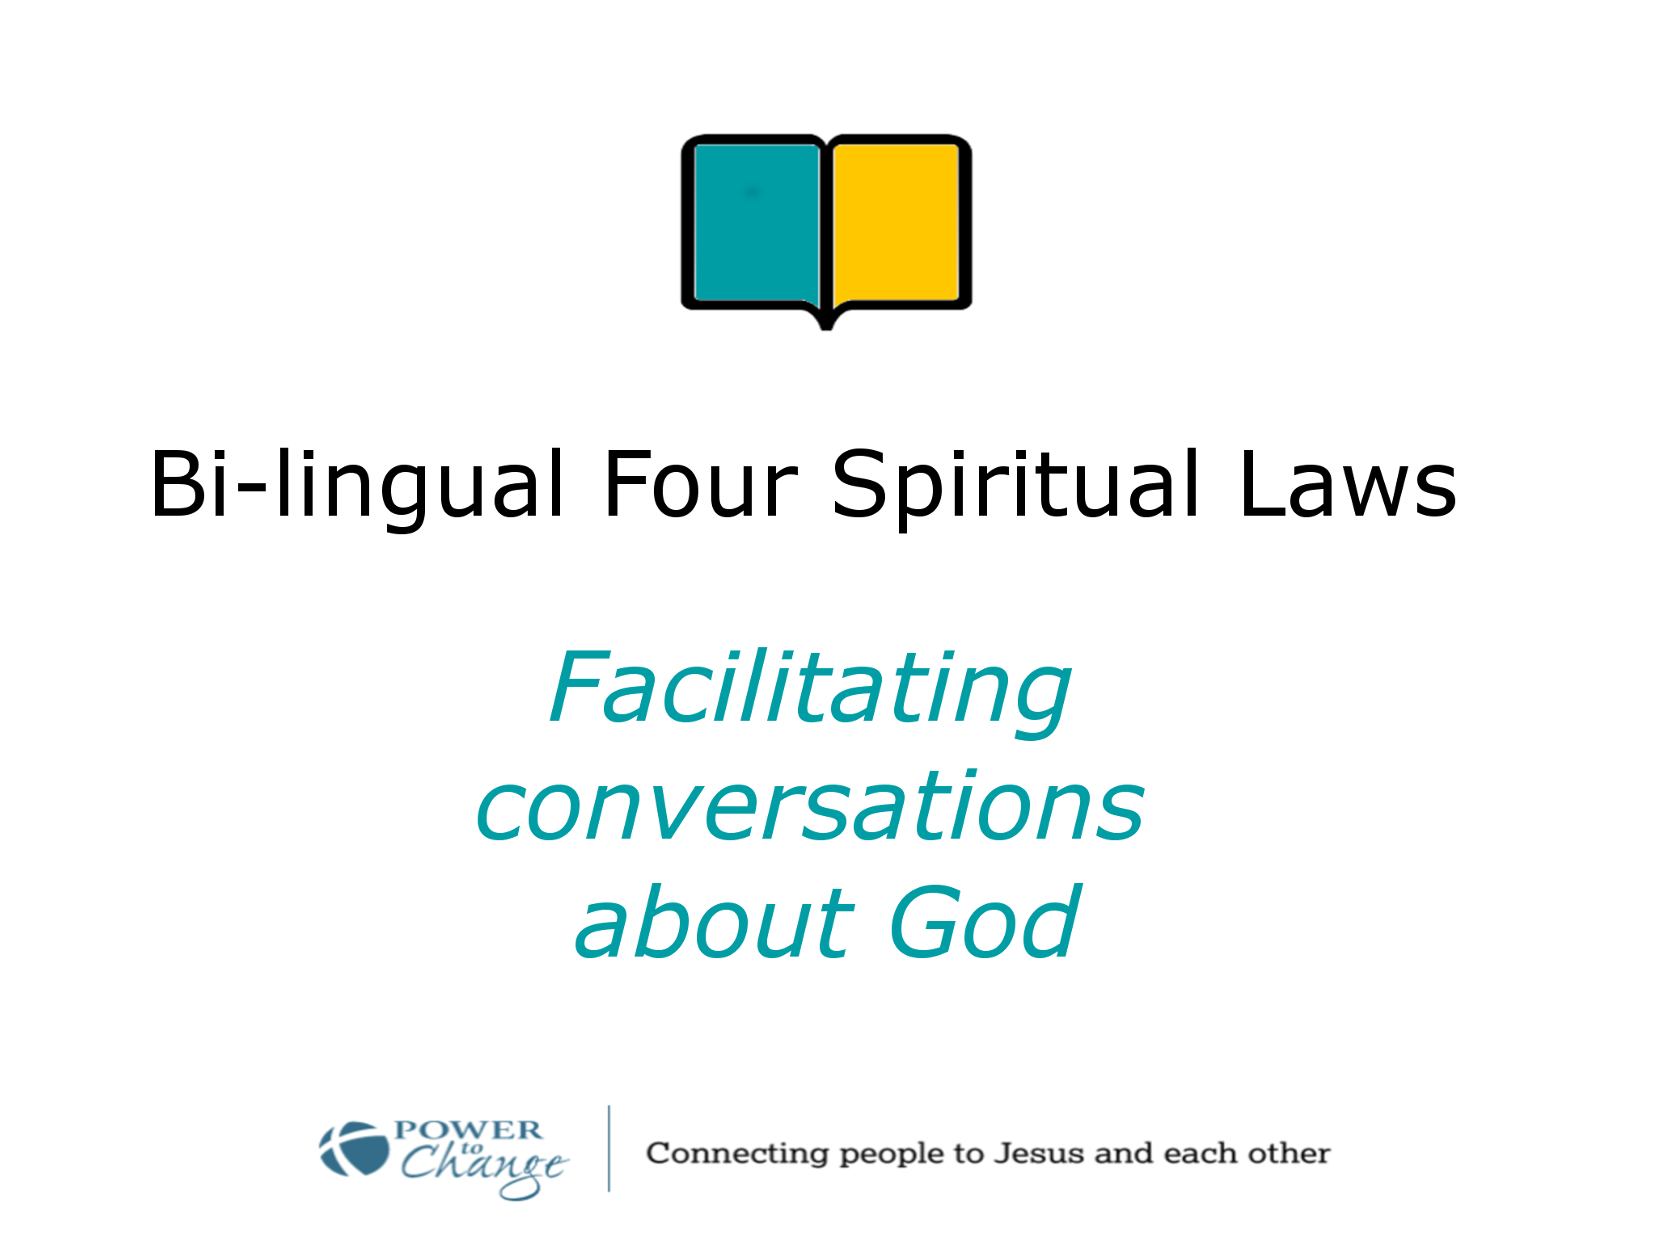 Bi-lingual Four Spiritual Laws
Facilitating
conversations
about God
POWER
to
Change
Connecting people to Jesus and each other